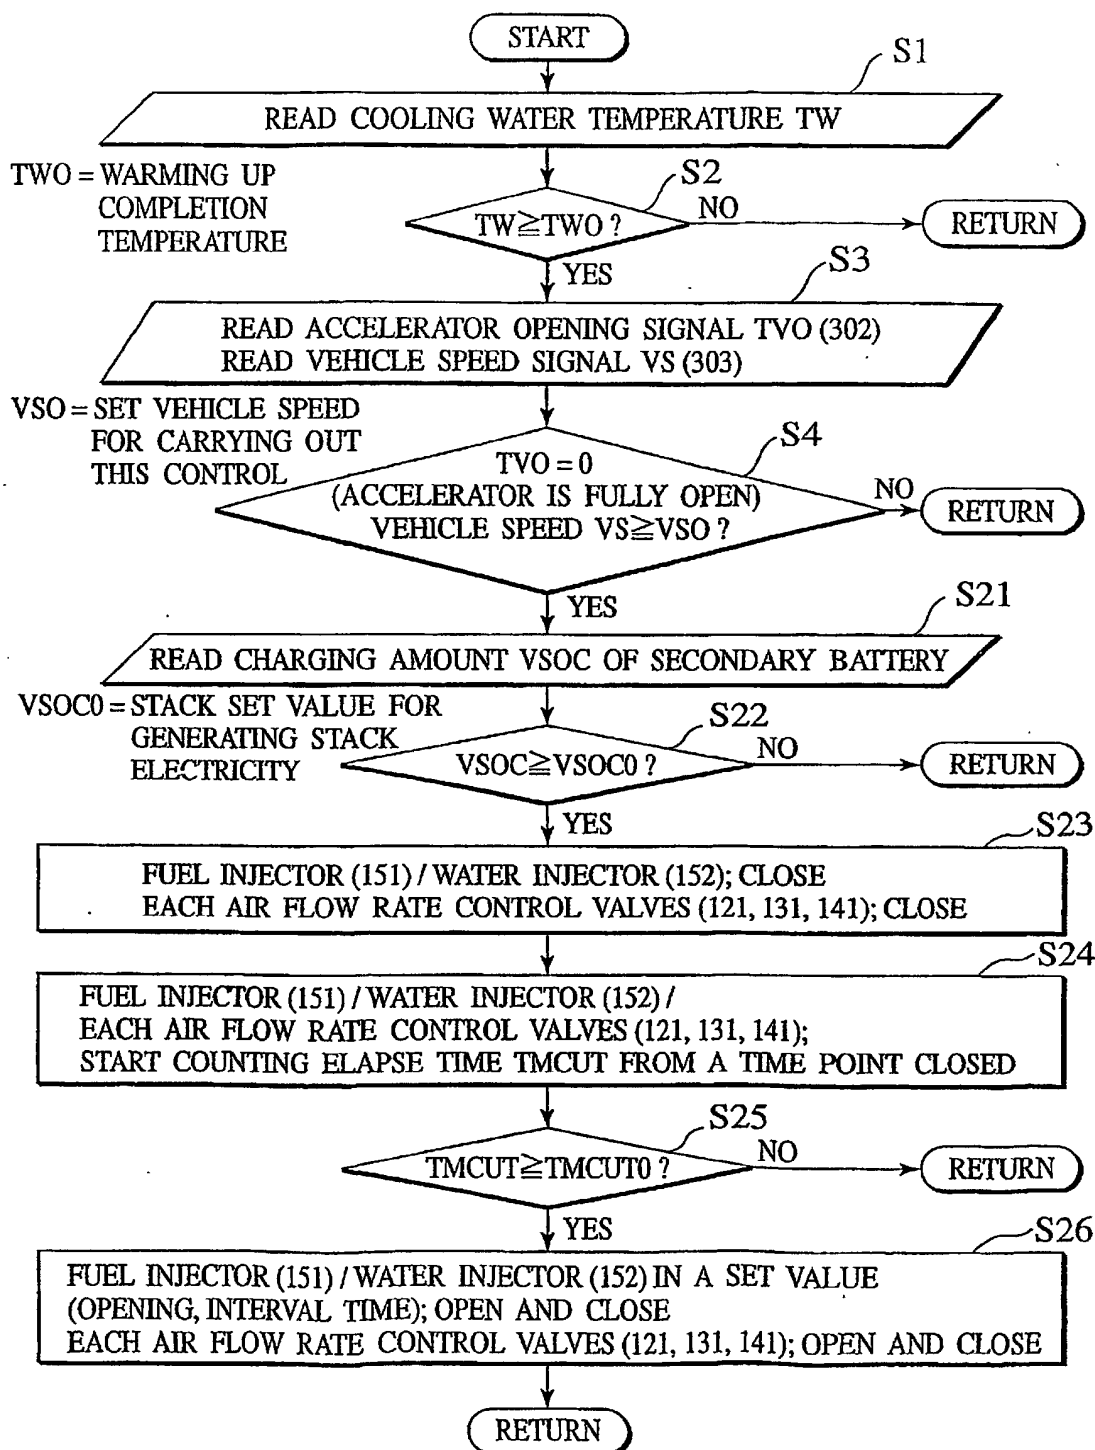 START
S1
READ COOLING WATER TEMPERATURE TW
TWO = WARMING UP
COMPLETION
TEMPERATURE
S2
TW≧TWO ?
NO
RETURN
YES
S3
READ ACCELERATOR OPENING SIGNAL TVO (302)
READ VEHICLE SPEED SIGNAL VS (303)
VSO = SET VEHICLE SPEED
FOR CARRYING OUT
THIS CONTROL
S4
TVO = 0
(ACCELERATOR IS FULLY OPEN)
VEHICLE SPEED VS≧VSO ?
NO
RETURN
YES
S21
READ CHARGING AMOUNT VSOC OF SECONDARY BATTERY
VSOC0 = STACK SET VALUE FOR
GENERATING STACK
ELECTRICITY
S22
VSOC≧VSOC0 ?
NO
RETURN
YES
S23
FUEL INJECTOR (151) / WATER INJECTOR (152); CLOSE
EACH AIR FLOW RATE CONTROL VALVES (121, 131, 141); CLOSE
S24
FUEL INJECTOR (151) / WATER INJECTOR (152) /
EACH AIR FLOW RATE CONTROL VALVES (121, 131, 141);
START COUNTING ELAPSE TIME TMCUT FROM A TIME POINT CLOSED
S25
TMCUT≧TMCUT0 ?
NO
RETURN
YES
S26
FUEL INJECTOR (151) / WATER INJECTOR (152) IN A SET VALUE
(OPENING, INTERVAL TIME); OPEN AND CLOSE
EACH AIR FLOW RATE CONTROL VALVES (121, 131, 141); OPEN AND CLOSE
RETURN